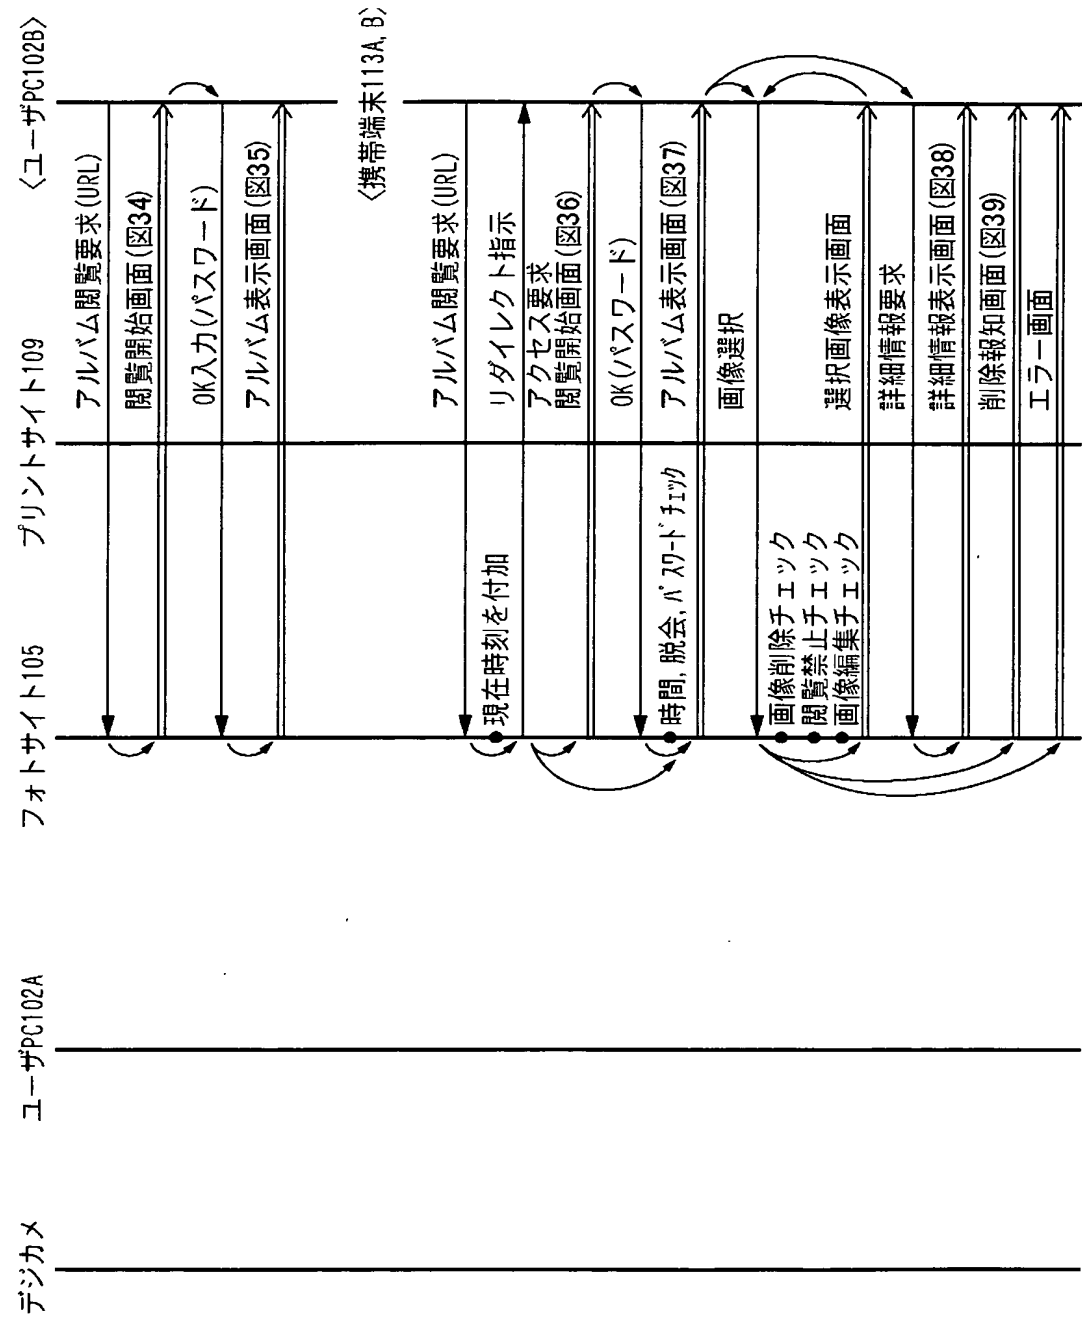 デジカメ
ユーザPC102A
フォトサイト105
プリントサイト109
〈ユーザPC102B〉
アルバム閲覧要求(URL)
閲覧開始画面(図34)
OK入力(パスワード)
アルバム表示画面(図35)
〈携帯端末113A,B〉
アルバム閲覧要求(URL)
現在時刻を付加
リダイレクト指示
アクセス要求
閲覧開始画面(図36)
OK(パスワード)
時間,脱会,パスワードチェック
アルバム表示画面(図37)
画像選択
画像削除チェック
閲覧禁止チェック
画像編集チェック
選択画像表示画面
詳細情報要求
詳細情報表示画面(図38)
削除報知画面(図39)
エラー画面